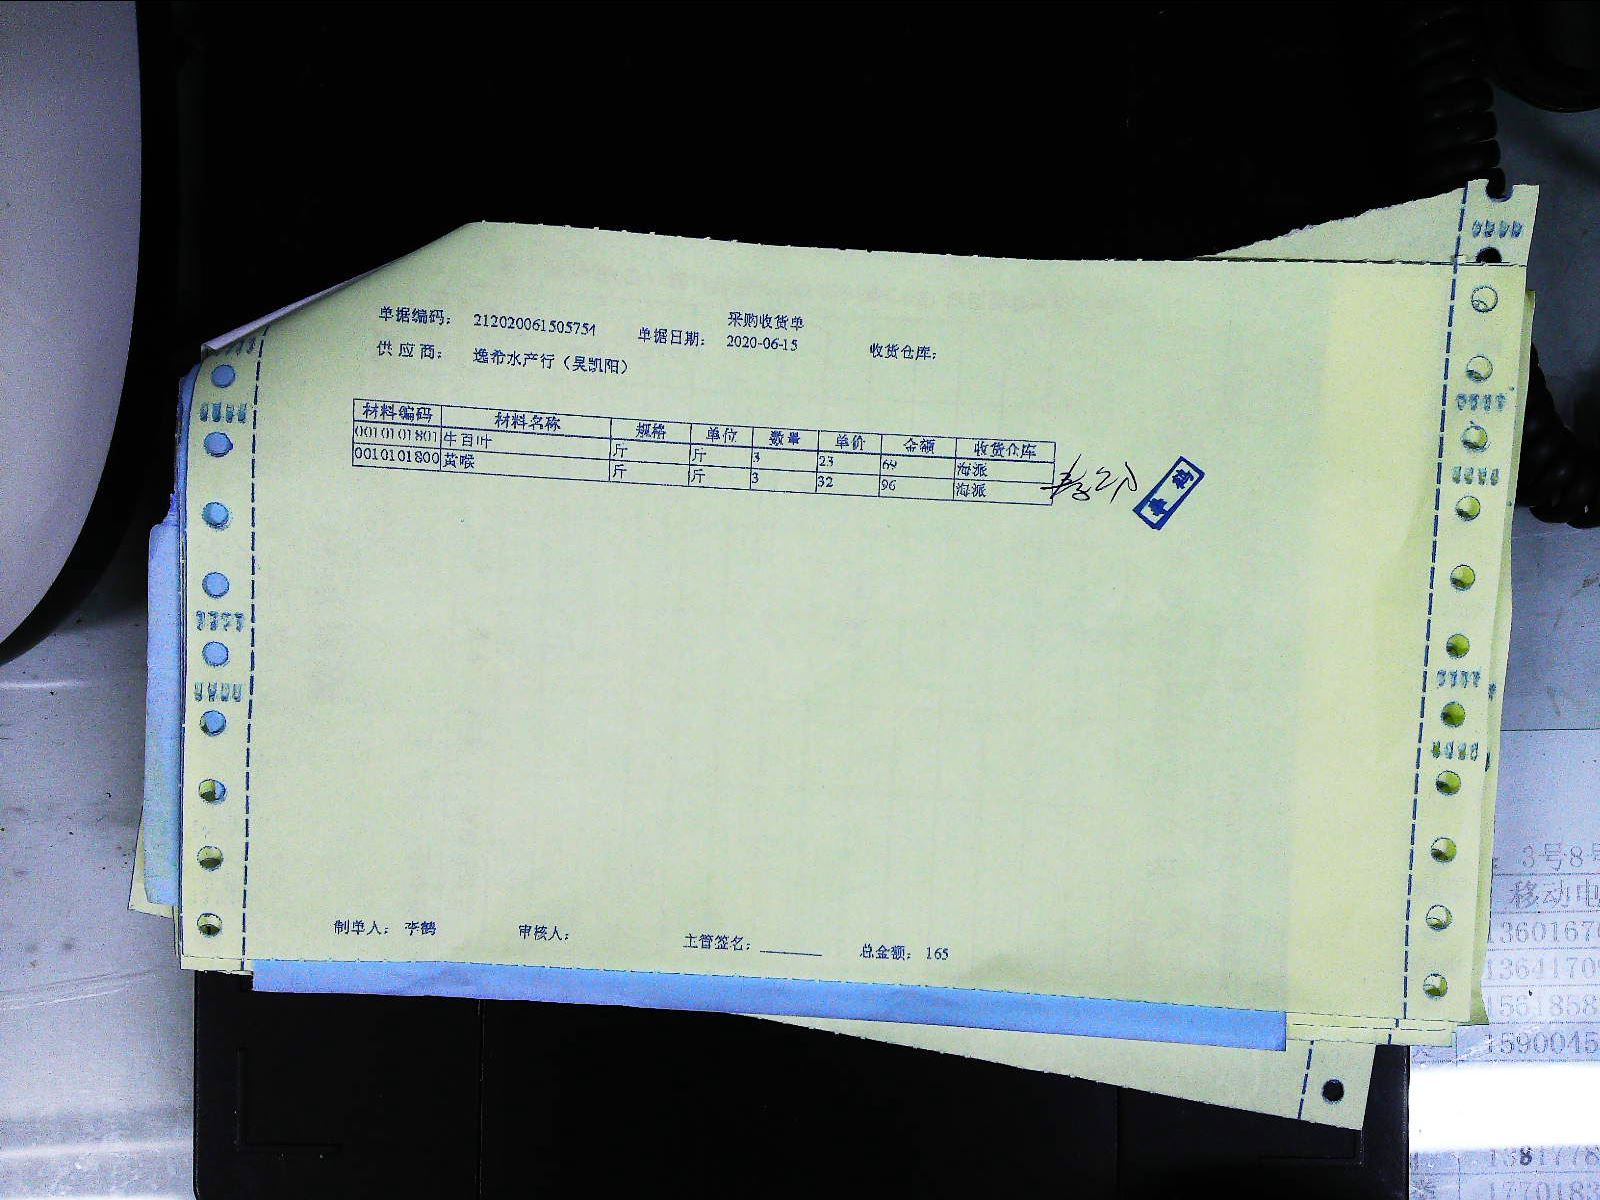 采购收货单
单据编码: 212020061505754 单据日期: 2020-06-15 收货仓库:
供应商: 逸希水产行(吴凯阳)
材料编码 材料名称 规格 单位 数量 单价 金额 收货仓库
0010101801 牛百叶 斤 斤 3 23 69 海派
0010101800 黄喉 斤 斤 3 32 96 海派
制单人: 李鹤 审核人: 主管签名: 总金额: 165
3号8号
移动电
1360167
1364170
1561858
1590045
1381778
1770183